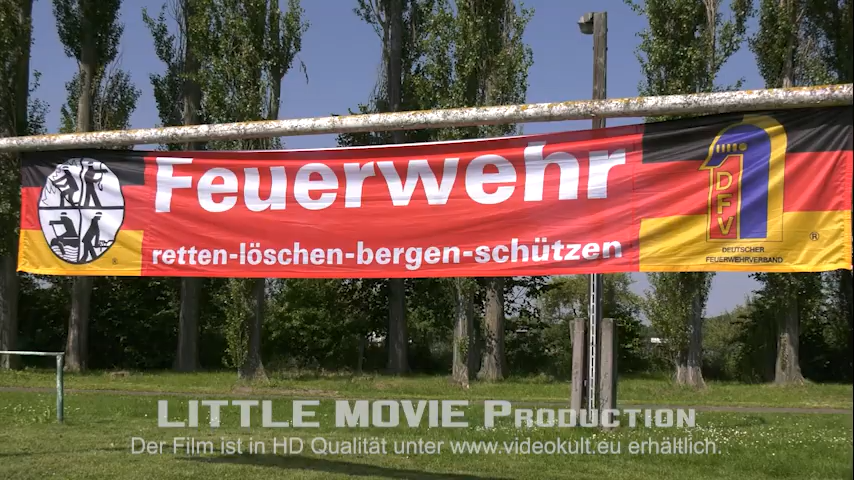 Feuerwehr
retten-löschen-bergen-schützen
DFV
DEUTSCHER
FEUERWEHRVERBAND
®
®
LITTLE MOVIE PRODUCTION
Der Film ist in HD Qualität unter www.videokult.eu erhältlich.